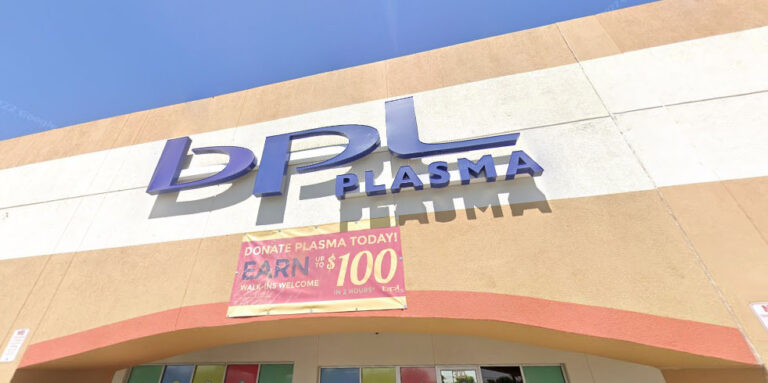 bpl
PLASMA
DONATE PLASMA TODAY!
EARN UP TO $100
WALK-INS WELCOME
IN 2 HOURS*